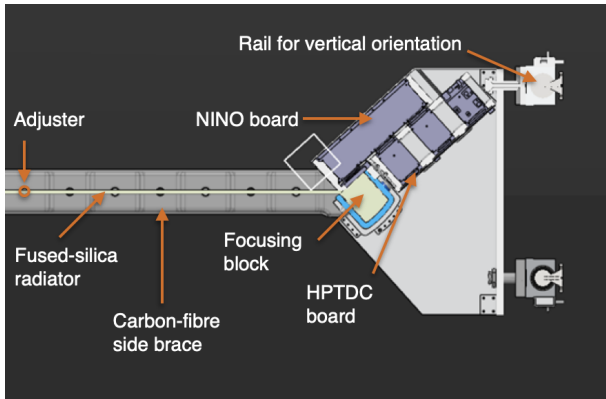 Rail for vertical orientation
Adjuster
NINO board
Fused-silica
radiator
Focusing
block
HPTDC
board
Carbon-fibre
side brace